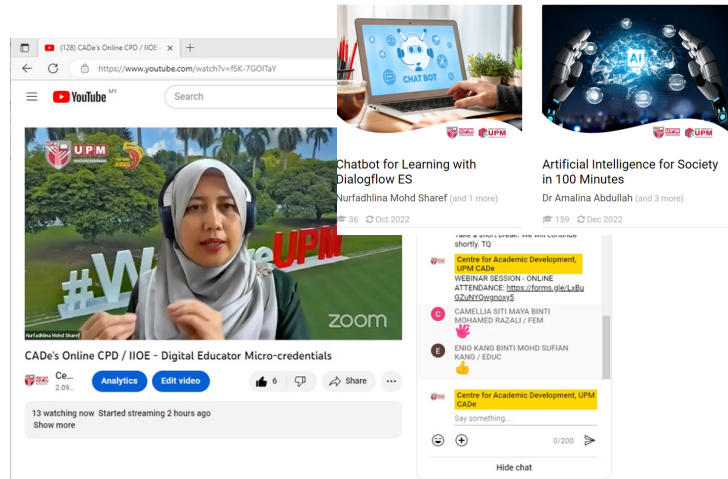 (128) CADe's Online CPD / IIOE -
https://www.youtube.com/watch?v=f5K-7GOlTaY
YouTube MY
Search
UPM
#W
eUPM
zoom
Nurfadhlina Mohd Sharef
CADe's Online CPD / IIOE - Digital Educator Micro-credentials
Ce...
2.09...
Analytics
Edit video
6
Share
13 watching now Started streaming 2 hours ago
Show more
CHAT BOT
UPM
UPM
Chatbot for Learning with
Dialogflow ES
Nurfadhlina Mohd Sharef (and 1 more)
36 Oct 2022
AI
UPM
UPM
Artificial Intelligence for Society
in 100 Minutes
Dr Amalina Abdullah (and 3 more)
159 Dec 2022
Take a short break. We will continue
shortly. TQ
Centre for Academic Development,
UPM CADe
WEBINAR SESSION - ONLINE
ATTENDANCE: https://forms.gle/LxBu
GZuNYQwgnoxy5
C
CAMELLIA SITI MAYA BINTI
MOHAMED RAZALI / FEM
E
ENIO KANG BINTI MOHD SUFIAN
KANG / EDUC
Centre for Academic Development, UPM
CADe
Say something...
0/200
Hide chat